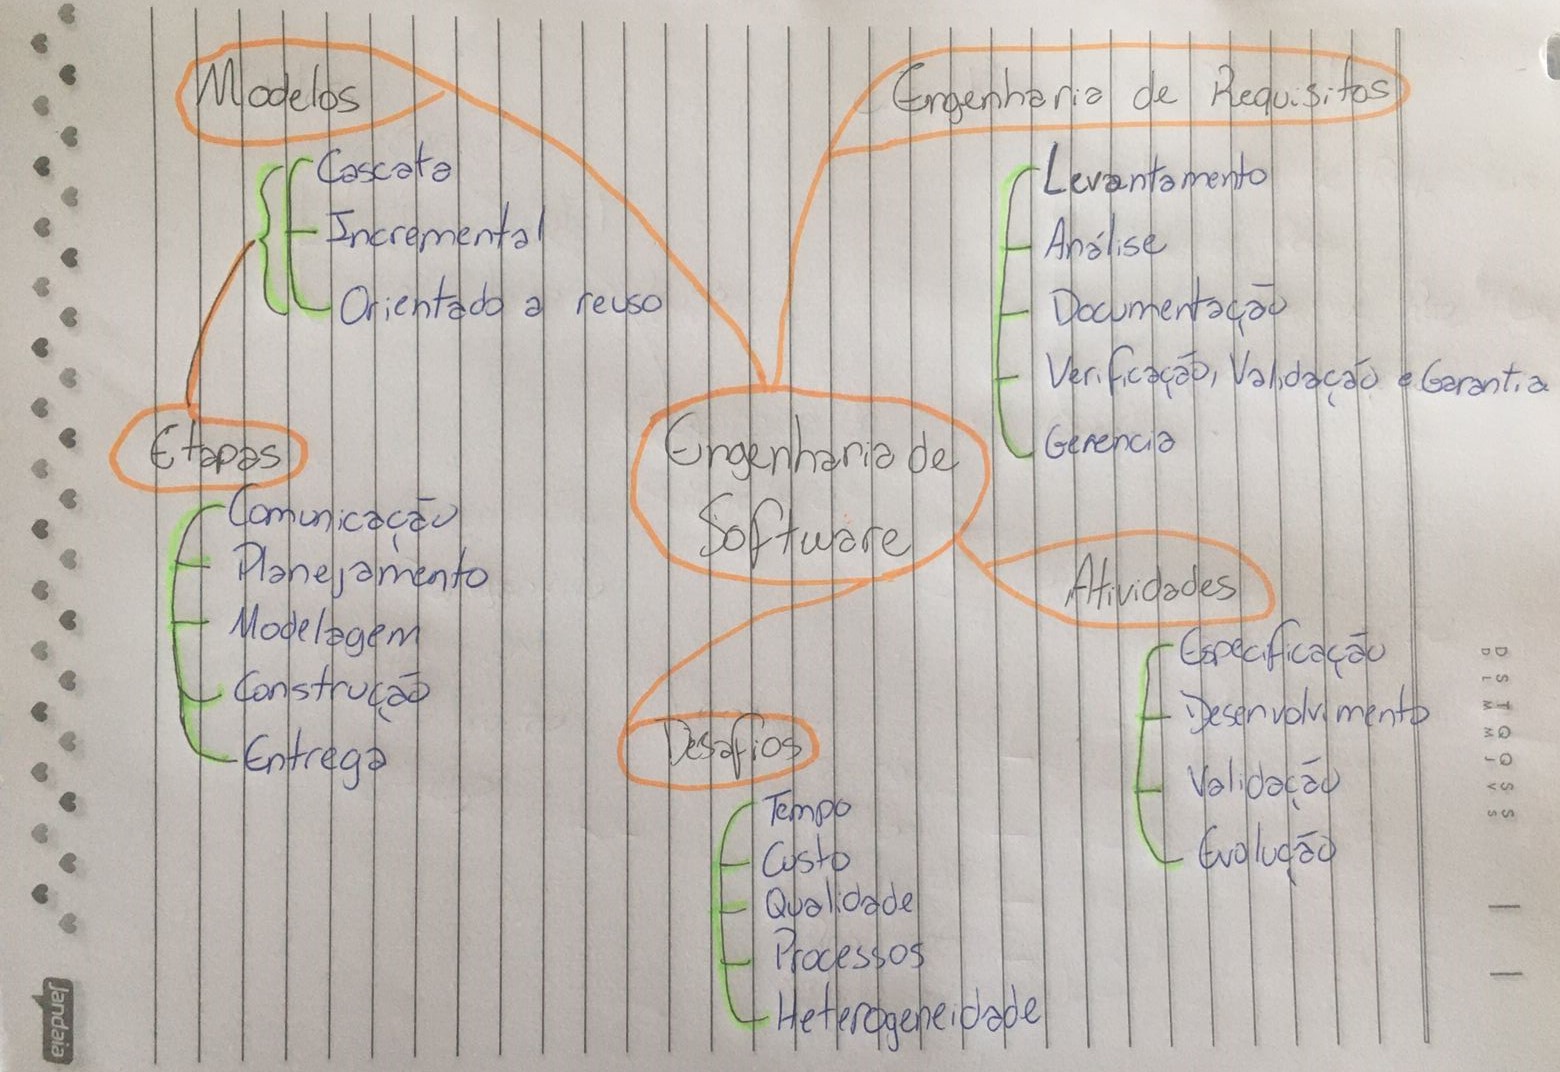 Modelos
Cascata
Incremental
Orientado a reuso
Etapas
Comunicação
Planejamento
Modelagem
Construção
Entrega
Engenharia de
Software
Engenharia de Requisitos
Levantamento
Análise
Documentação
Verificação, Validação e Garantia
Gerencia
Atividades
Especificação
Desenvolvimento
Validação
Evolução
Desafios
Tempo
Custo
Qualidade
Processos
Heterogeneidade
D S T Q Q S S
D L M M J V S
Jandaia